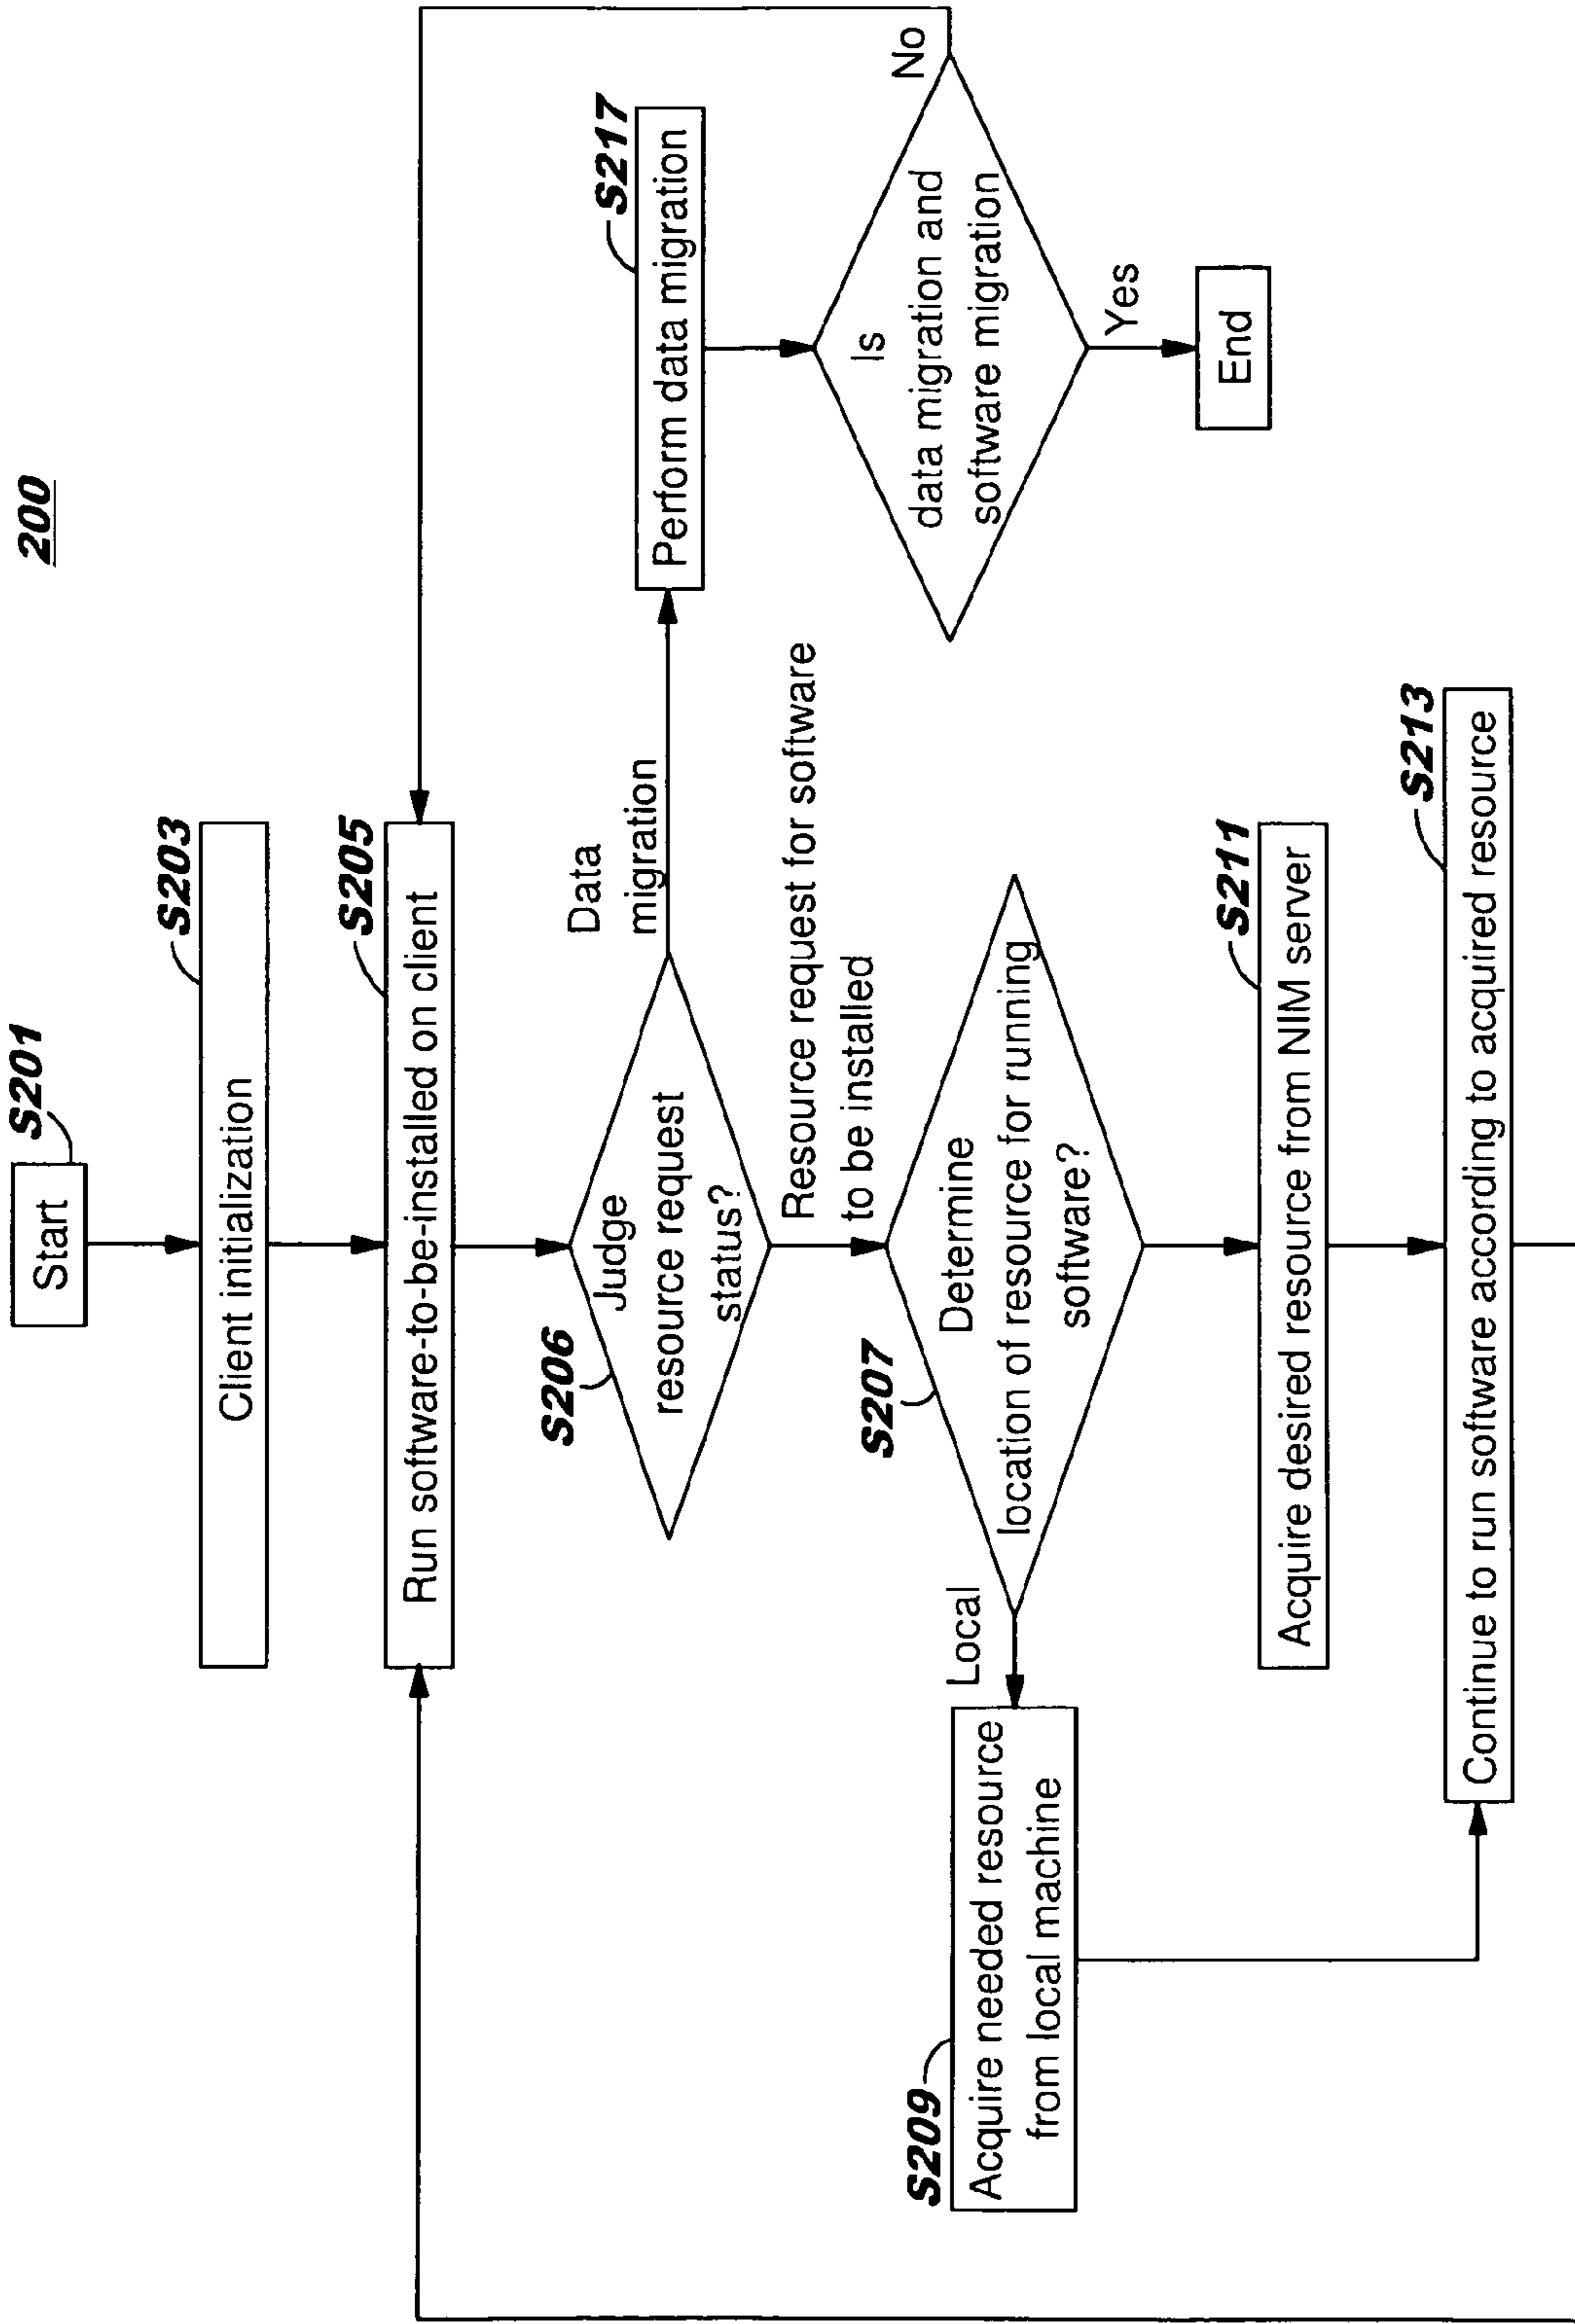 200
S201
Start
S203
Client initialization
S205
Run software-to-be-installed on client
S206
Judge
resource request
status?
Data
migration
S217
Perform data migration
Is
data migration and
software migration
No
Yes
End
Resource request for software
to be installed
S207
Determine
location of resource for running
software?
Local
S209
Acquire needed resource
from local machine
S211
Acquire desired resource from NIM server
S213
Continue to run software according to acquired resource